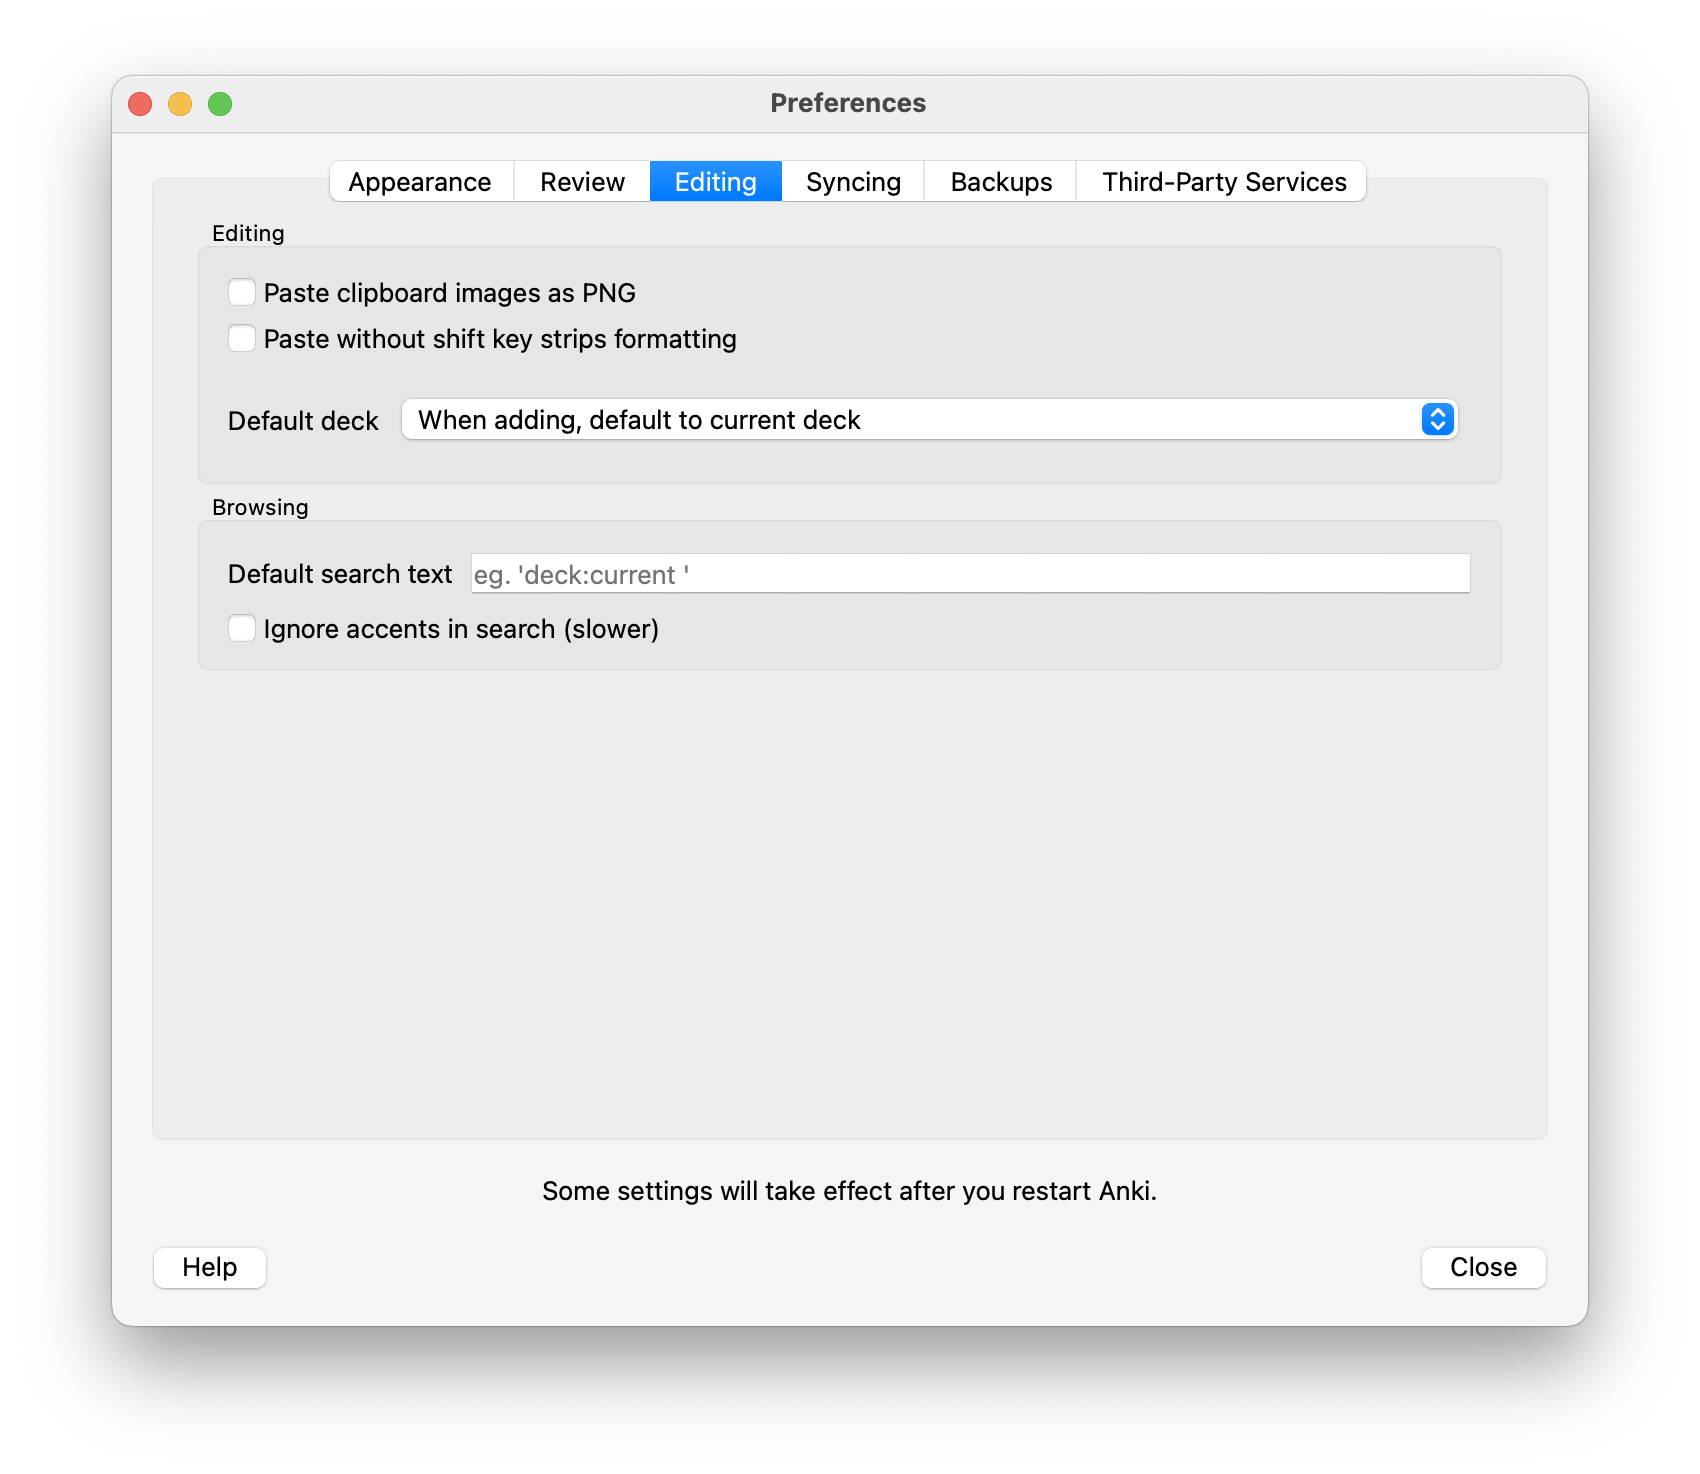 Preferences
Appearance Review Editing Syncing Backups Third-Party Services
Editing
Paste clipboard images as PNG
Paste without shift key strips formatting
Default deck When adding, default to current deck
Browsing
Default search text eg. 'deck:current '
Ignore accents in search (slower)
Some settings will take effect after you restart Anki.
Help Close